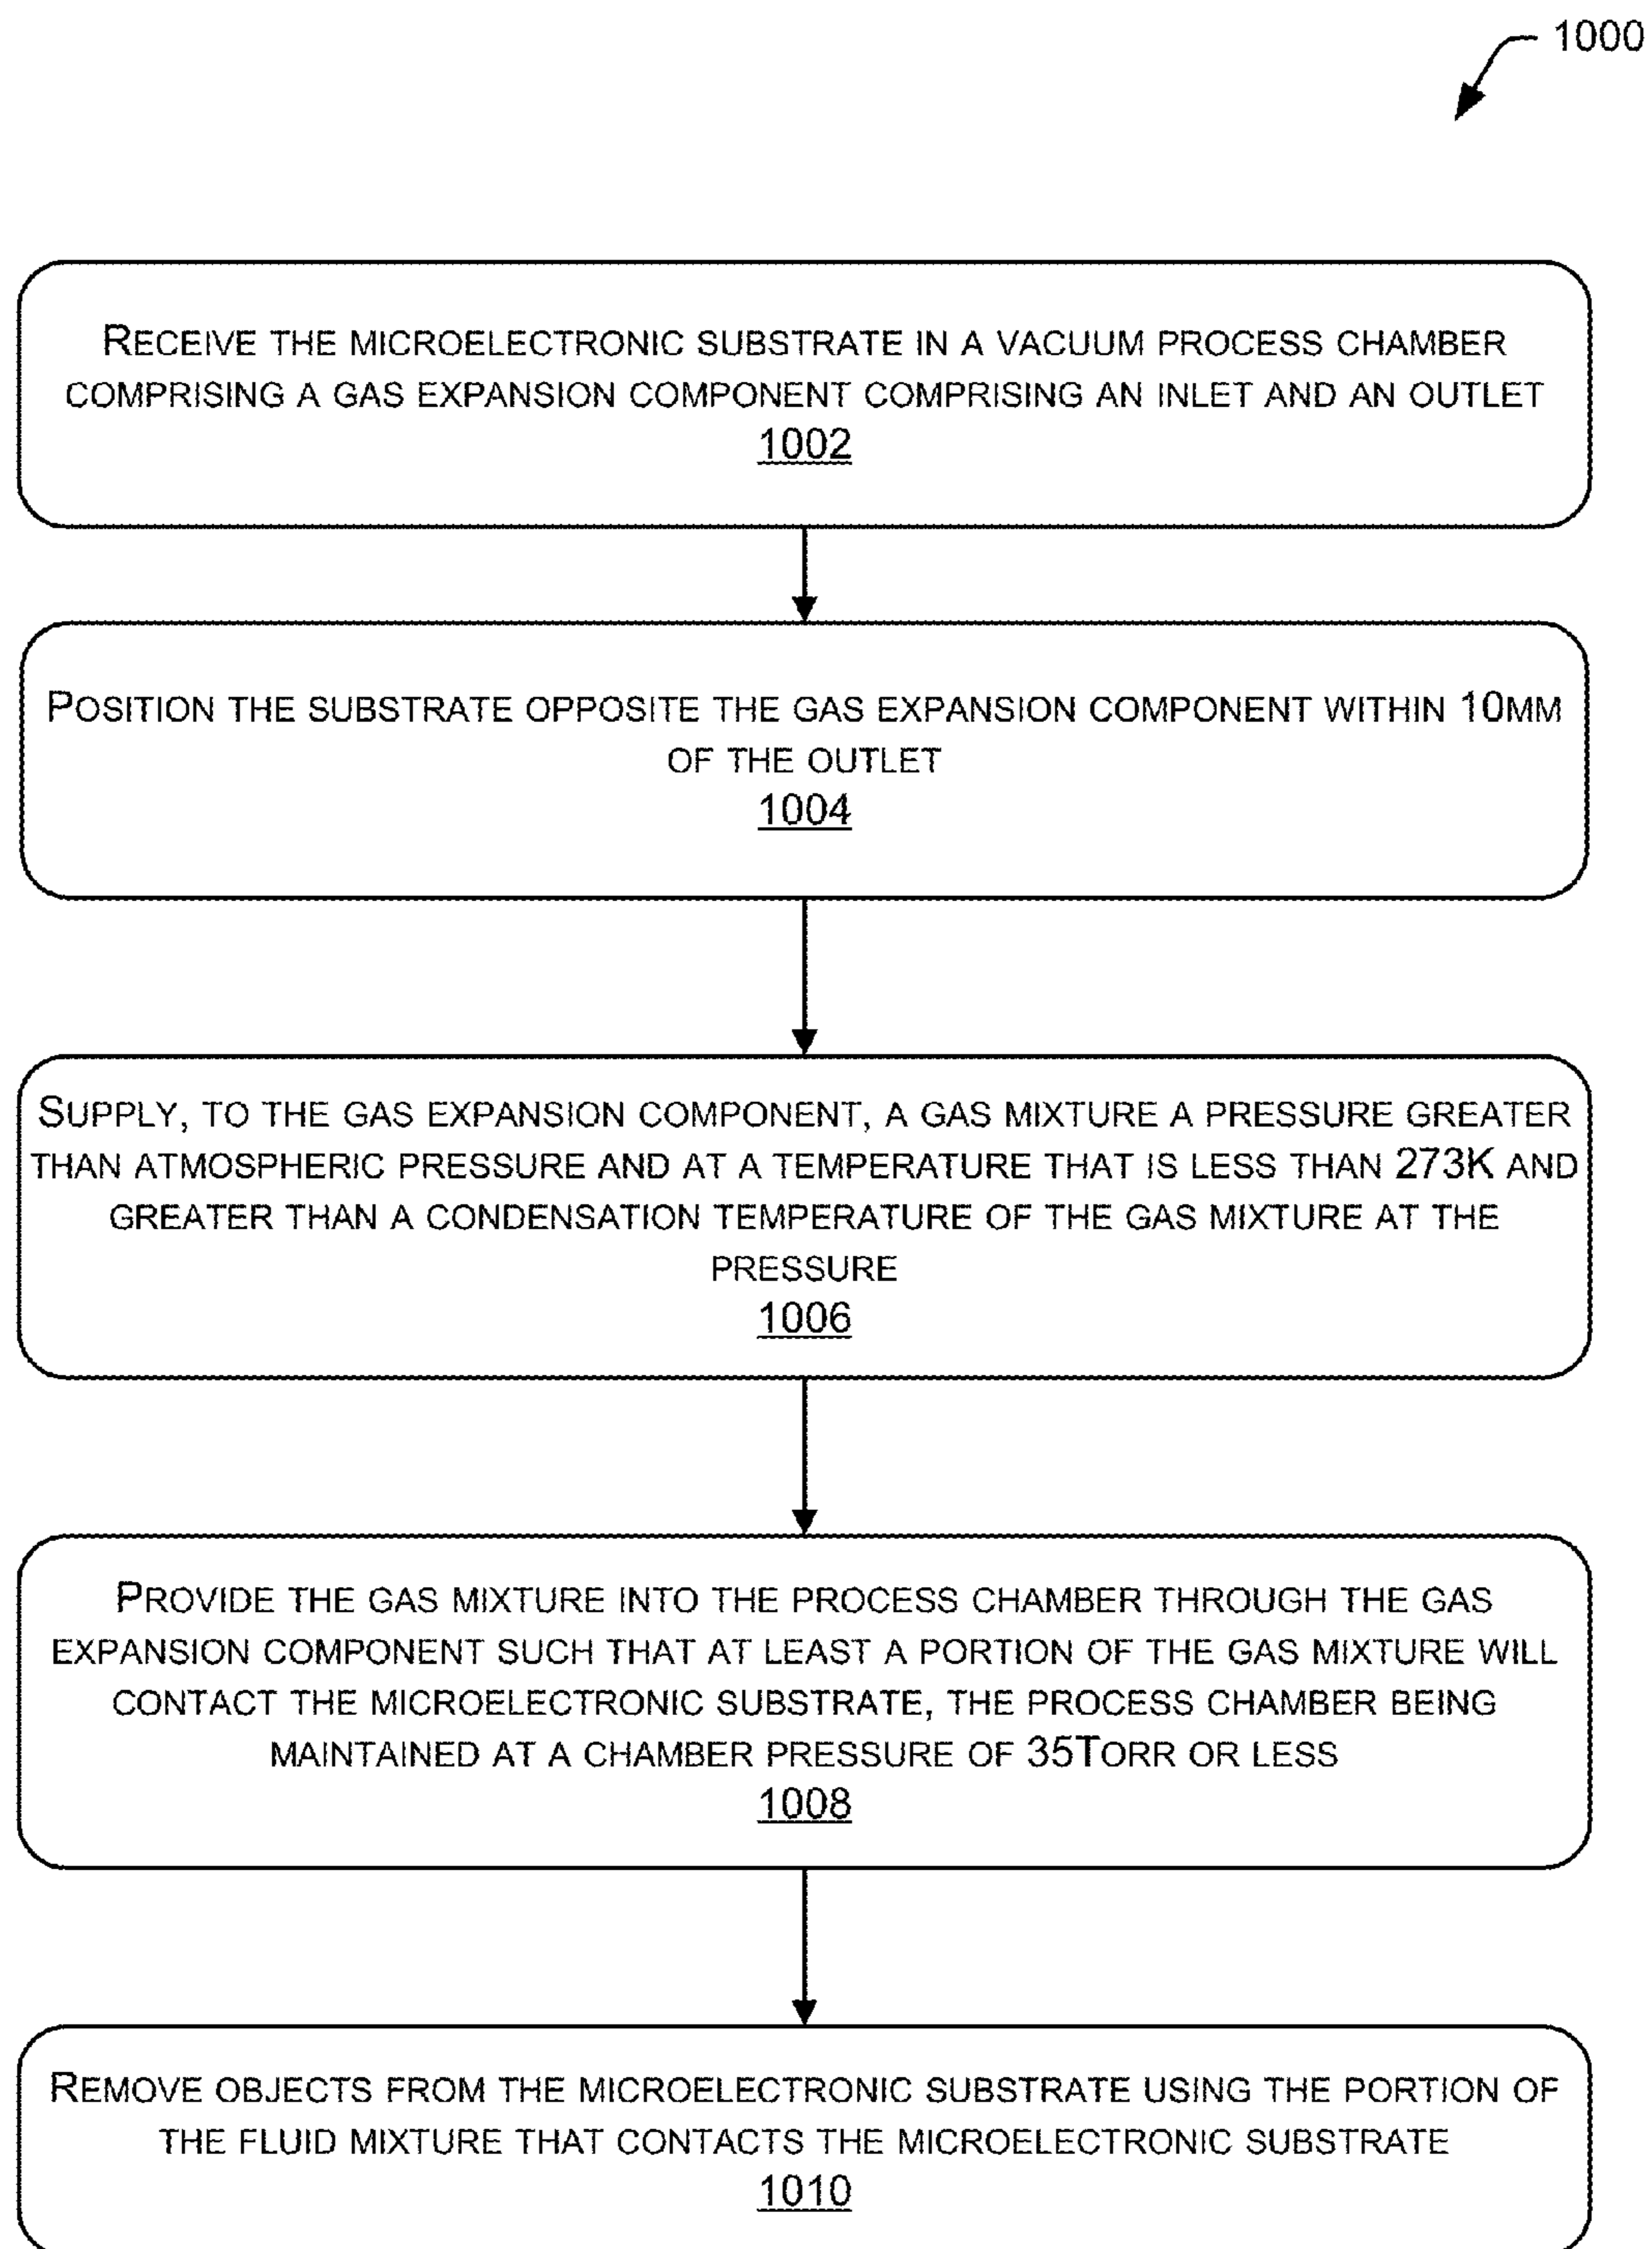 1000
RECEIVE THE MICROELECTRONIC SUBSTRATE IN A VACUUM PROCESS CHAMBER
COMPRISING A GAS EXPANSION COMPONENT COMPRISING AN INLET AND AN OUTLET
1002
POSITION THE SUBSTRATE OPPOSITE THE GAS EXPANSION COMPONENT WITHIN 10MM
OF THE OUTLET
1004
SUPPLY, TO THE GAS EXPANSION COMPONENT, A GAS MIXTURE A PRESSURE GREATER
THAN ATMOSPHERIC PRESSURE AND AT A TEMPERATURE THAT IS LESS THAN 273K AND
GREATER THAN A CONDENSATION TEMPERATURE OF THE GAS MIXTURE AT THE
PRESSURE
1006
PROVIDE THE GAS MIXTURE INTO THE PROCESS CHAMBER THROUGH THE GAS
EXPANSION COMPONENT SUCH THAT AT LEAST A PORTION OF THE GAS MIXTURE WILL
CONTACT THE MICROELECTRONIC SUBSTRATE, THE PROCESS CHAMBER BEING
MAINTAINED AT A CHAMBER PRESSURE OF 35TORR OR LESS
1008
REMOVE OBJECTS FROM THE MICROELECTRONIC SUBSTRATE USING THE PORTION OF
THE FLUID MIXTURE THAT CONTACTS THE MICROELECTRONIC SUBSTRATE
1010